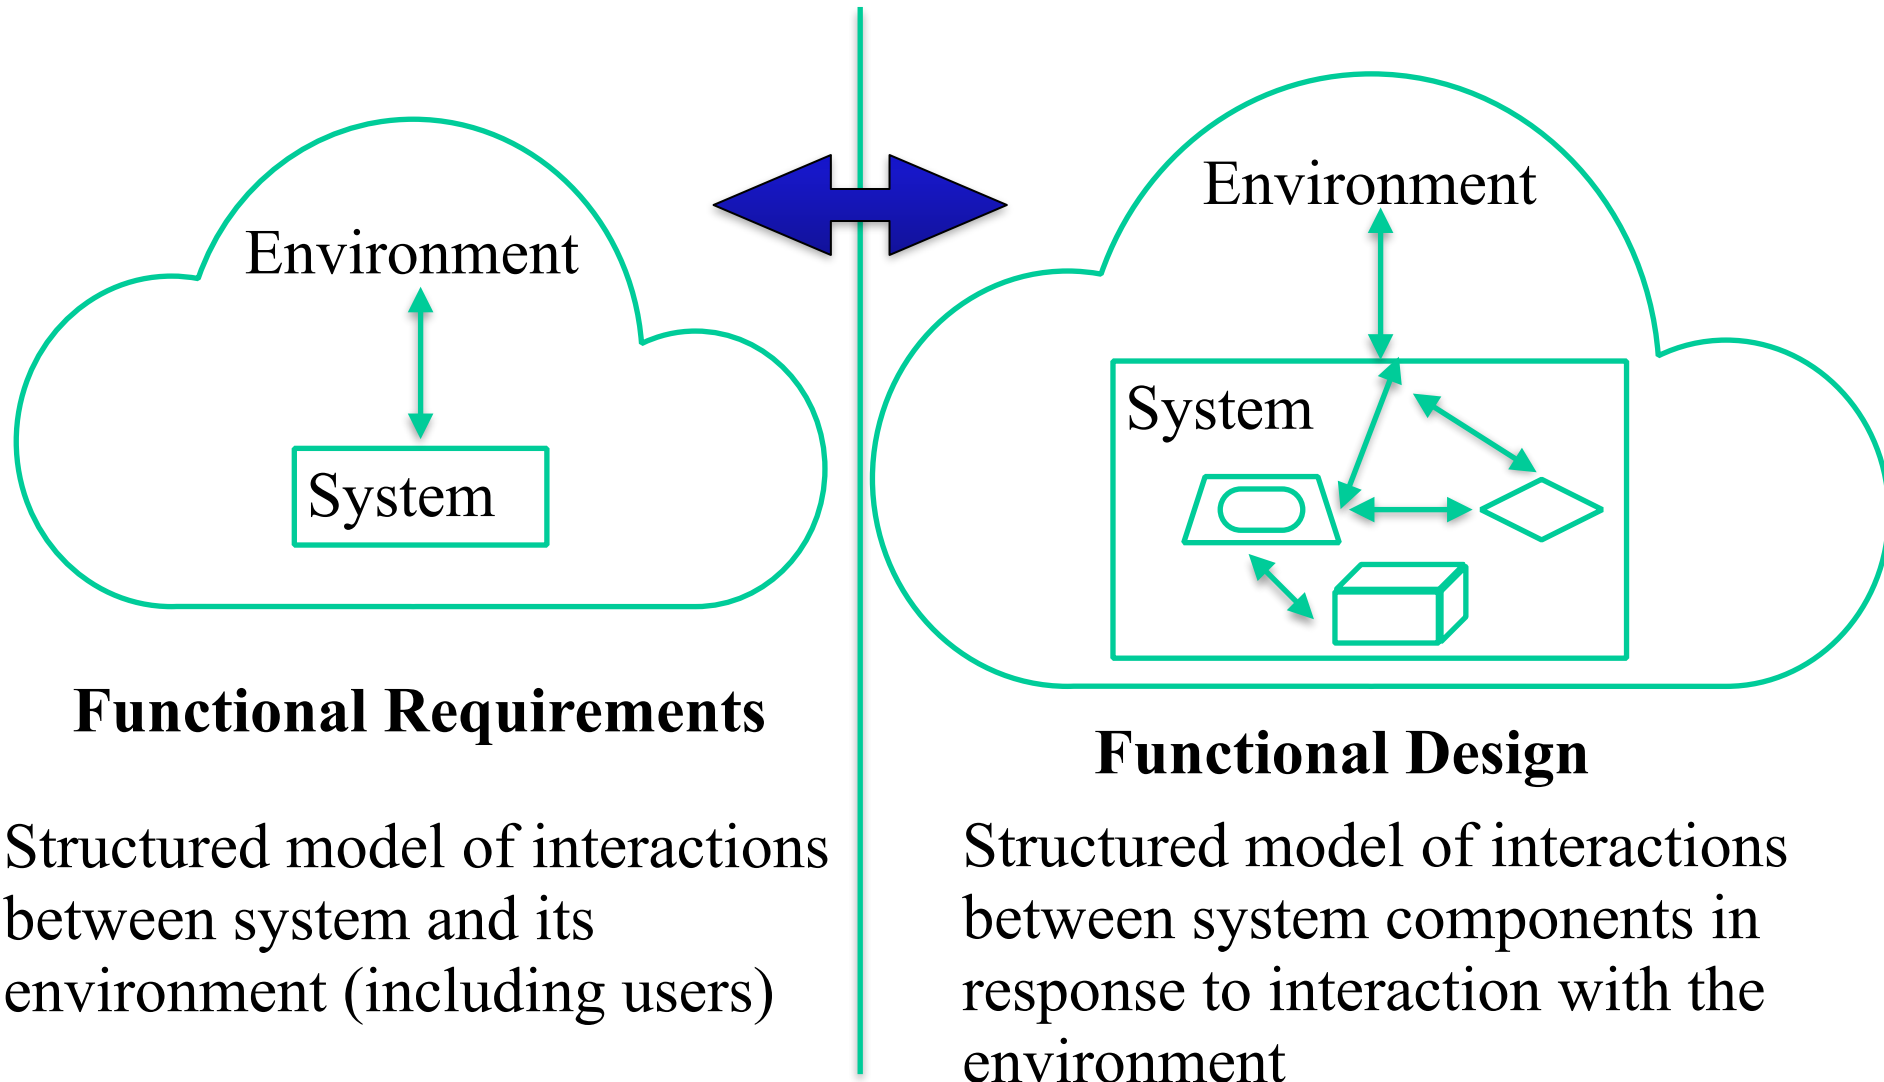 Environment
System
Functional Requirements
Structured model of interactions
between system and its
environment (including users)
Environment
System
Functional Design
Structured model of interactions
between system components in
response to interaction with the
environment